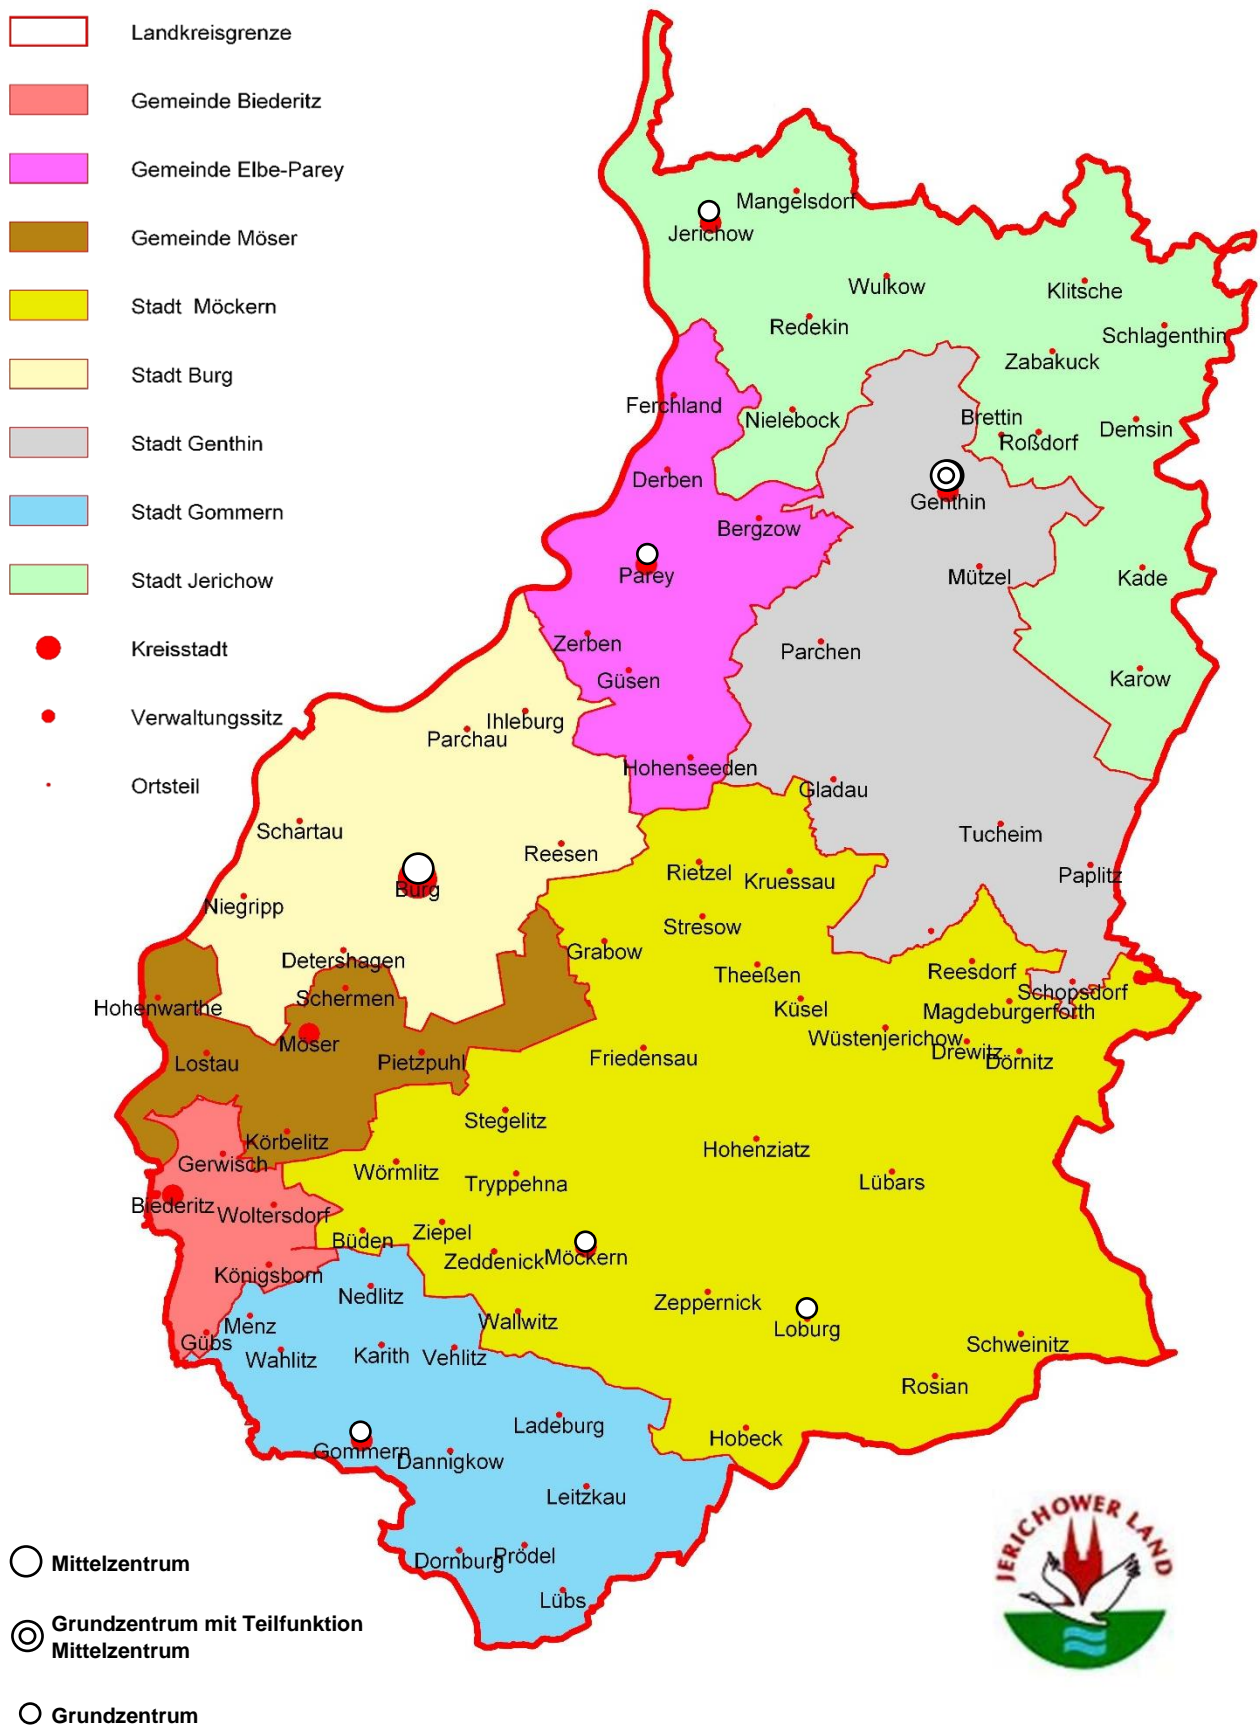 Landkreisgrenze
Gemeinde Biederitz
Gemeinde Elbe-Parey
Gemeinde Möser
Stadt Möckern
Stadt Burg
Stadt Genthin
Stadt Gommern
Stadt Jerichow
Kreisstadt
Verwaltungssitz
Ortsteil
Mangelsdorf
Jerichow
Wulkow
Klitsche
Redekin
Schlagenthin
Zabakuck
Ferchland
Nielebock
Brettin
Roßdorf
Demsin
Derben
Genthin
Bergzow
Parey
Mützel
Kade
Zerben
Parchen
Güsen
Karow
Ihleburg
Parchau
Hohenseeden
Gladau
Schartau
Tucheim
Reesen
Rietzel
Kruessau
Paplitz
Burg
Niegripp
Stresow
Grabow
Detershagen
Theeßen
Reesdorf
Schermen
Schopsdorf
Hohenwarthe
Küsel
Magdeburgerforth
Möser
Wüstenjerichow
Drewitz
Lostau
Pietzpuhl
Friedensau
Dörnitz
Stegelitz
Körbelitz
Hohenziatz
Gerwisch
Wörmlitz
Tryppehna
Lübars
Biederitz
Woltersdorf
Büden
Ziepel
Zeddenick
Möckern
Königsborn
Nedlitz
Zeppernick
Menz
Wallwitz
Loburg
Gübs
Wahlitz
Karith
Vehlitz
Schweinitz
Rosian
Ladeburg
Hobeck
Gommern
Dannigkow
Leitzkau
JERICHOWER LAND
Dornburg
Prödel
Lübs
Mittelzentrum
Grundzentrum mit Teilfunktion
Mittelzentrum
Grundzentrum